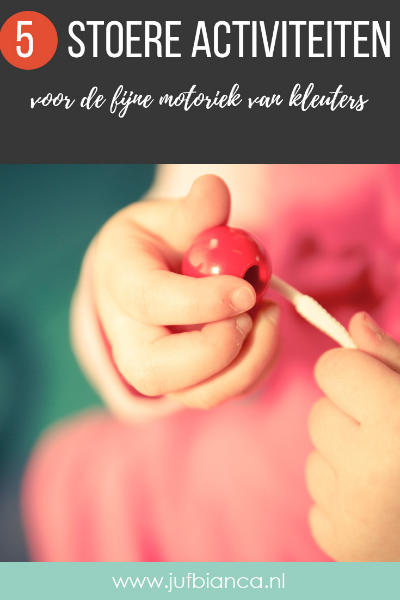 5 STOERE ACTIVITEITEN
voor de fijne motoriek van kleuters
www.jufbianca.nl